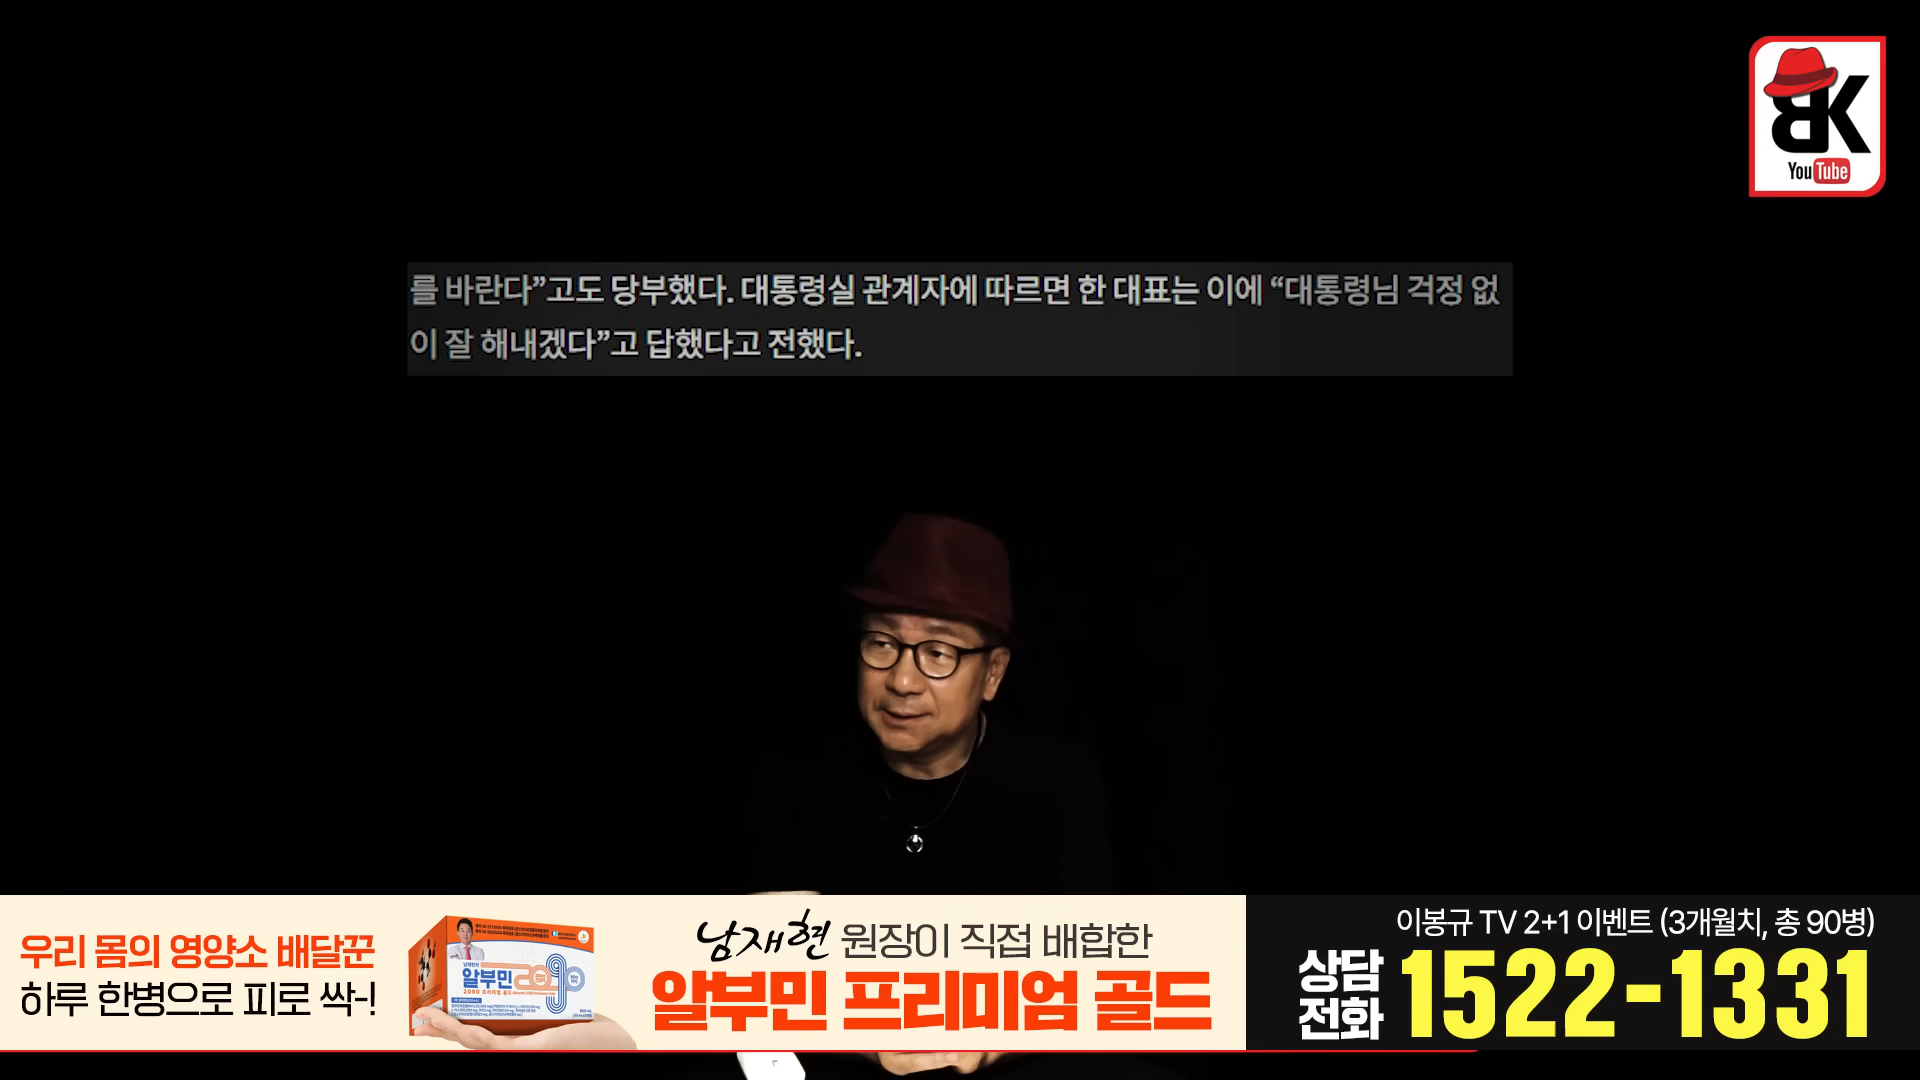 BK
YouTube
를 바란다”고도 당부했다. 대통령실 관계자에 따르면 한 대표는 이에 “대통령님 걱정 없
이 잘 해내겠다”고 답했다고 전했다.
우리 몸의 영양소 배달꾼
하루 한병으로 피로 싹-!
알부민
남재현 원장이 직접 배합한
알부민 프리미엄 골드
이봉규 TV 2+1 이벤트 (3개월치, 총 90병)
상담
전화
1522-1331